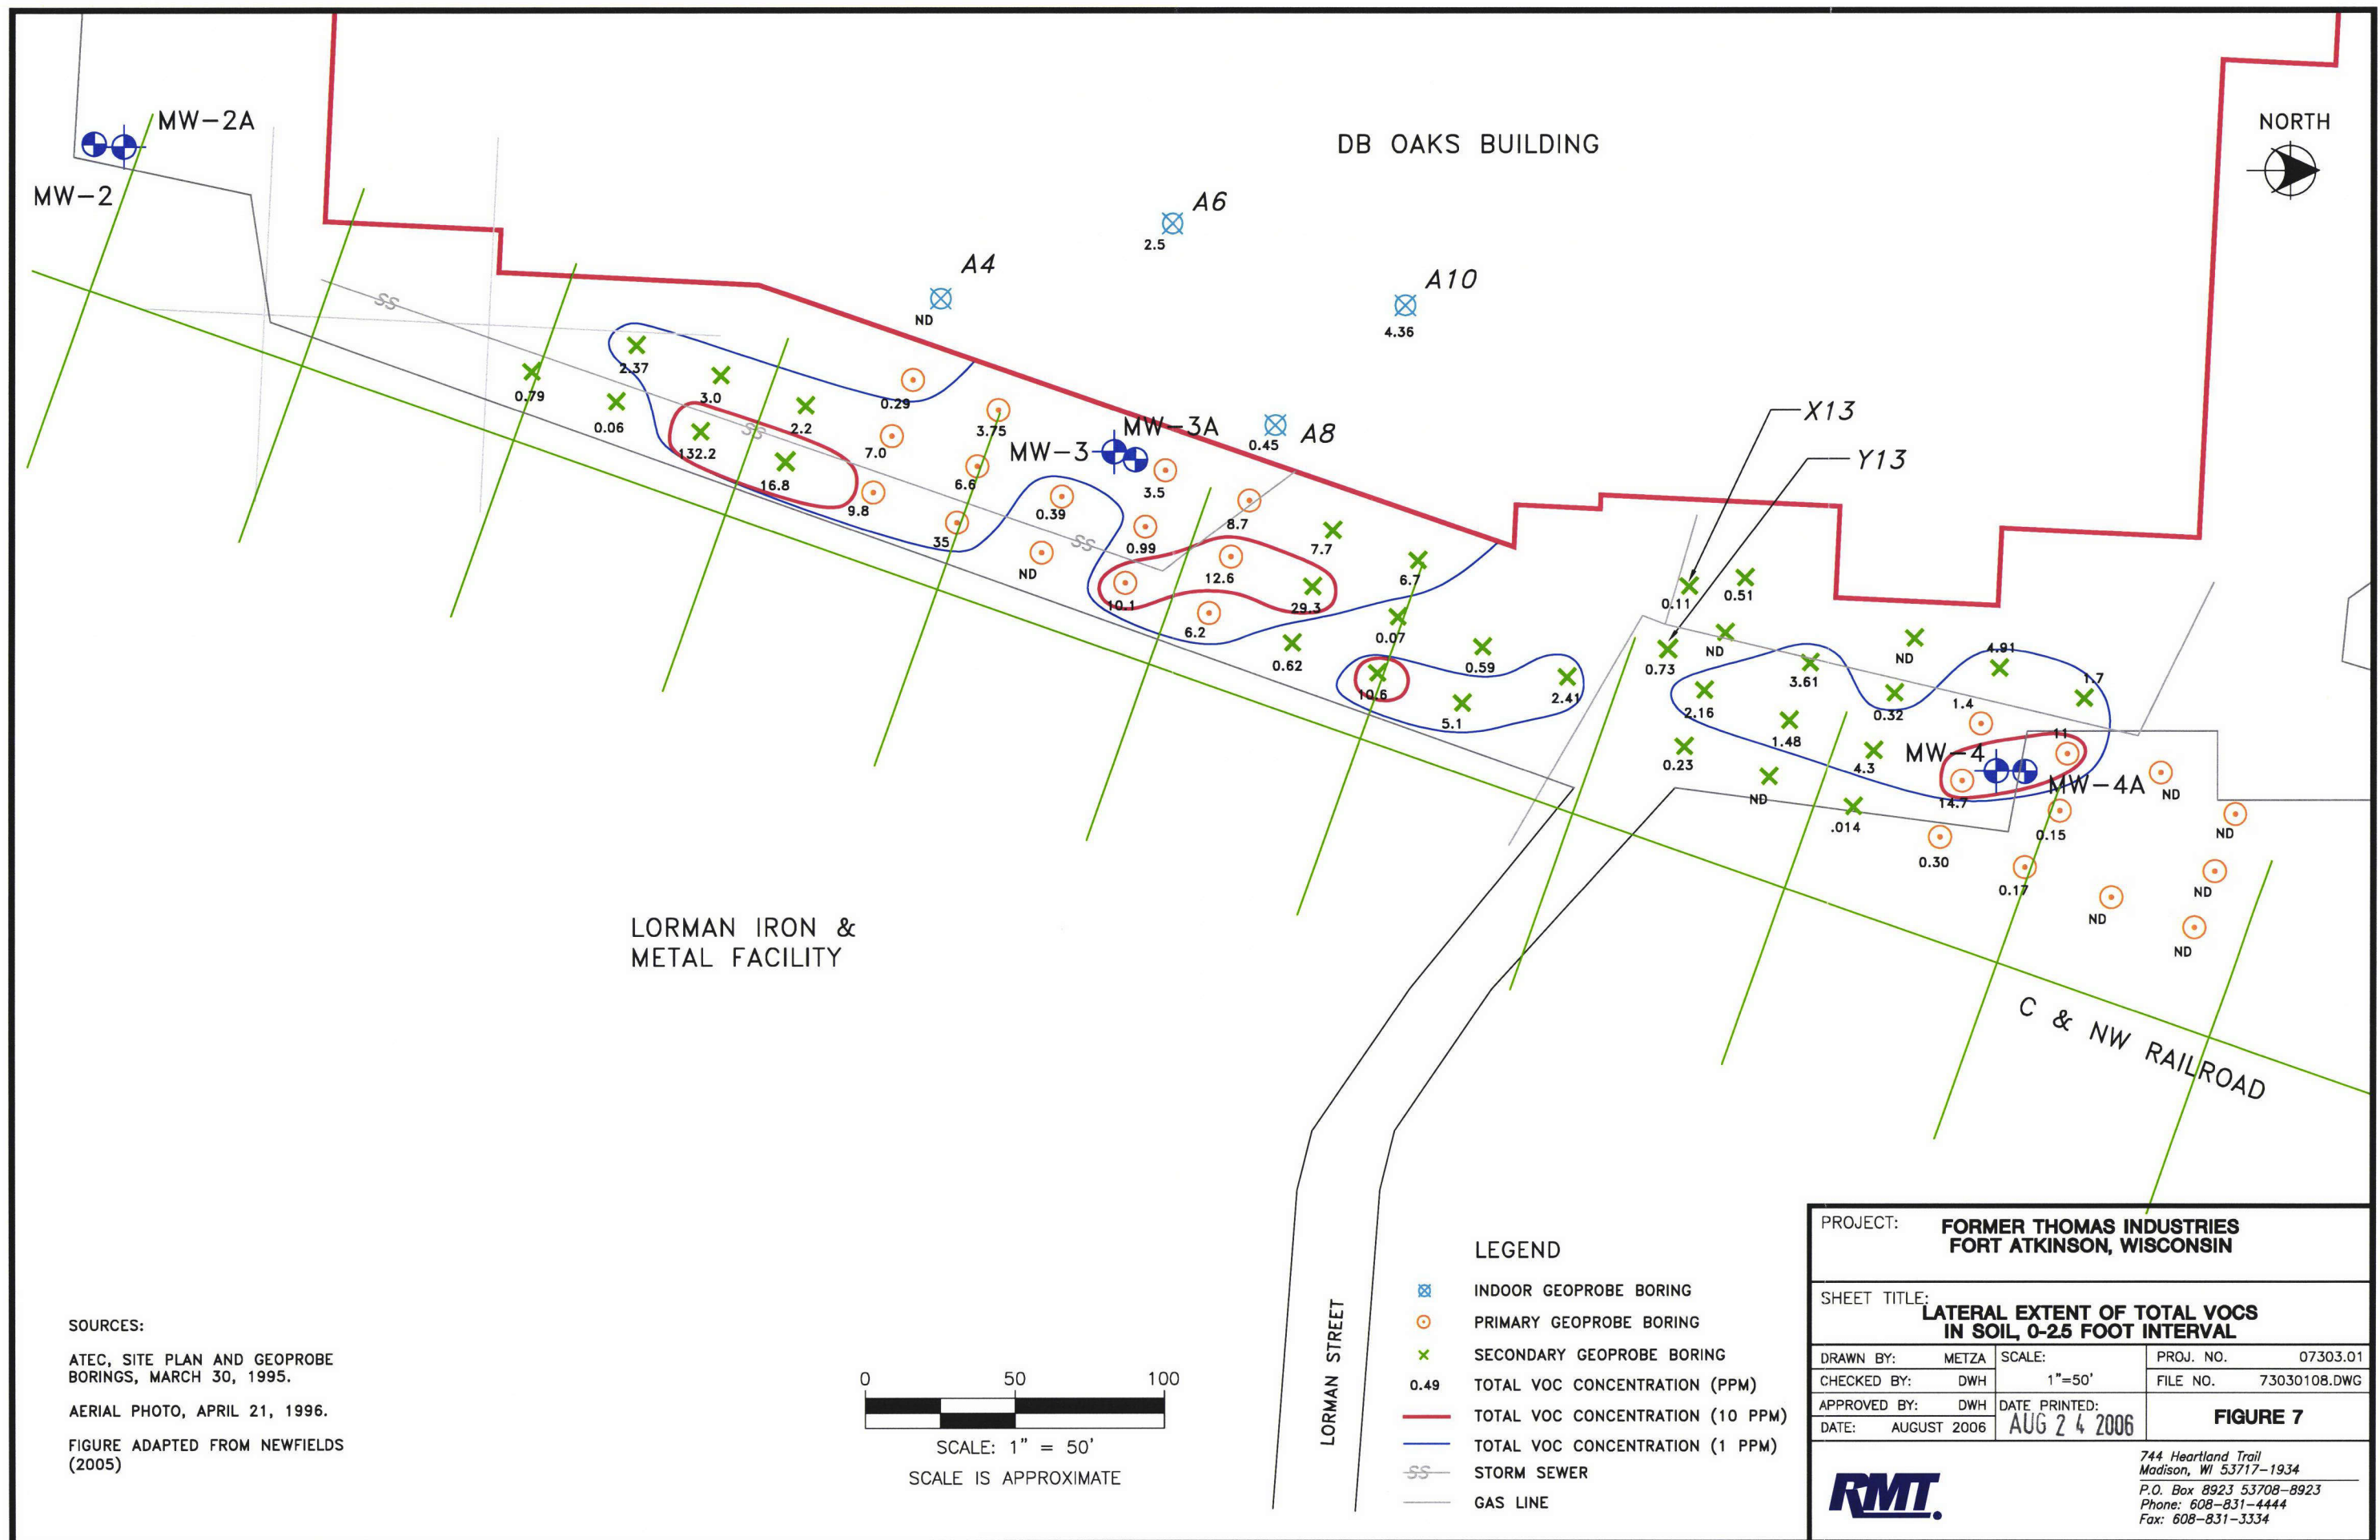 MW-2A
MW-2
DB OAKS BUILDING
NORTH
A6
2.5
A4
ND
A10
4.36
A8
0.45
X13
Y13
SS
SS
SS
2.37
0.79
0.06
3.0
2.2
132.2
16.8
0.29
7.0
9.8
3.75
6.6
35
MW-3
MW-3A
3.5
0.39
ND
0.99
8.7
10.1
12.6
6.2
7.7
29.3
0.62
6.7
0.07
10.6
0.59
5.1
2.41
0.11
0.51
0.73
ND
2.16
0.23
3.61
1.48
ND
ND
0.32
4.3
.014
4.91
1.7
1.4
11
MW-4
MW-4A
14.7
0.30
0.15
0.17
ND
ND
ND
ND
ND
LORMAN IRON &
METAL FACILITY
C & NW RAILROAD
LORMAN STREET
SOURCES:
ATEC, SITE PLAN AND GEOPROBE
BORINGS, MARCH 30, 1995.
AERIAL PHOTO, APRIL 21, 1996.
FIGURE ADAPTED FROM NEWFIELDS
(2005)
0 50 100
SCALE: 1" = 50'
SCALE IS APPROXIMATE
LEGEND
INDOOR GEOPROBE BORING
PRIMARY GEOPROBE BORING
SECONDARY GEOPROBE BORING
0.49 TOTAL VOC CONCENTRATION (PPM)
TOTAL VOC CONCENTRATION (10 PPM)
TOTAL VOC CONCENTRATION (1 PPM)
SS STORM SEWER
GAS LINE
PROJECT: FORMER THOMAS INDUSTRIES
FORT ATKINSON, WISCONSIN
SHEET TITLE: LATERAL EXTENT OF TOTAL VOCS
IN SOIL, 0-2.5 FOOT INTERVAL
DRAWN BY: METZA SCALE: PROJ. NO. 07303.01
CHECKED BY: DWH 1"=50' FILE NO. 73030108.DWG
APPROVED BY: DWH DATE PRINTED: FIGURE 7
DATE: AUGUST 2006 AUG 24 2006
RMT.
744 Heartland Trail
Madison, WI 53717-1934
P.O. Box 8923 53708-8923
Phone: 608-831-4444
Fax: 608-831-3334